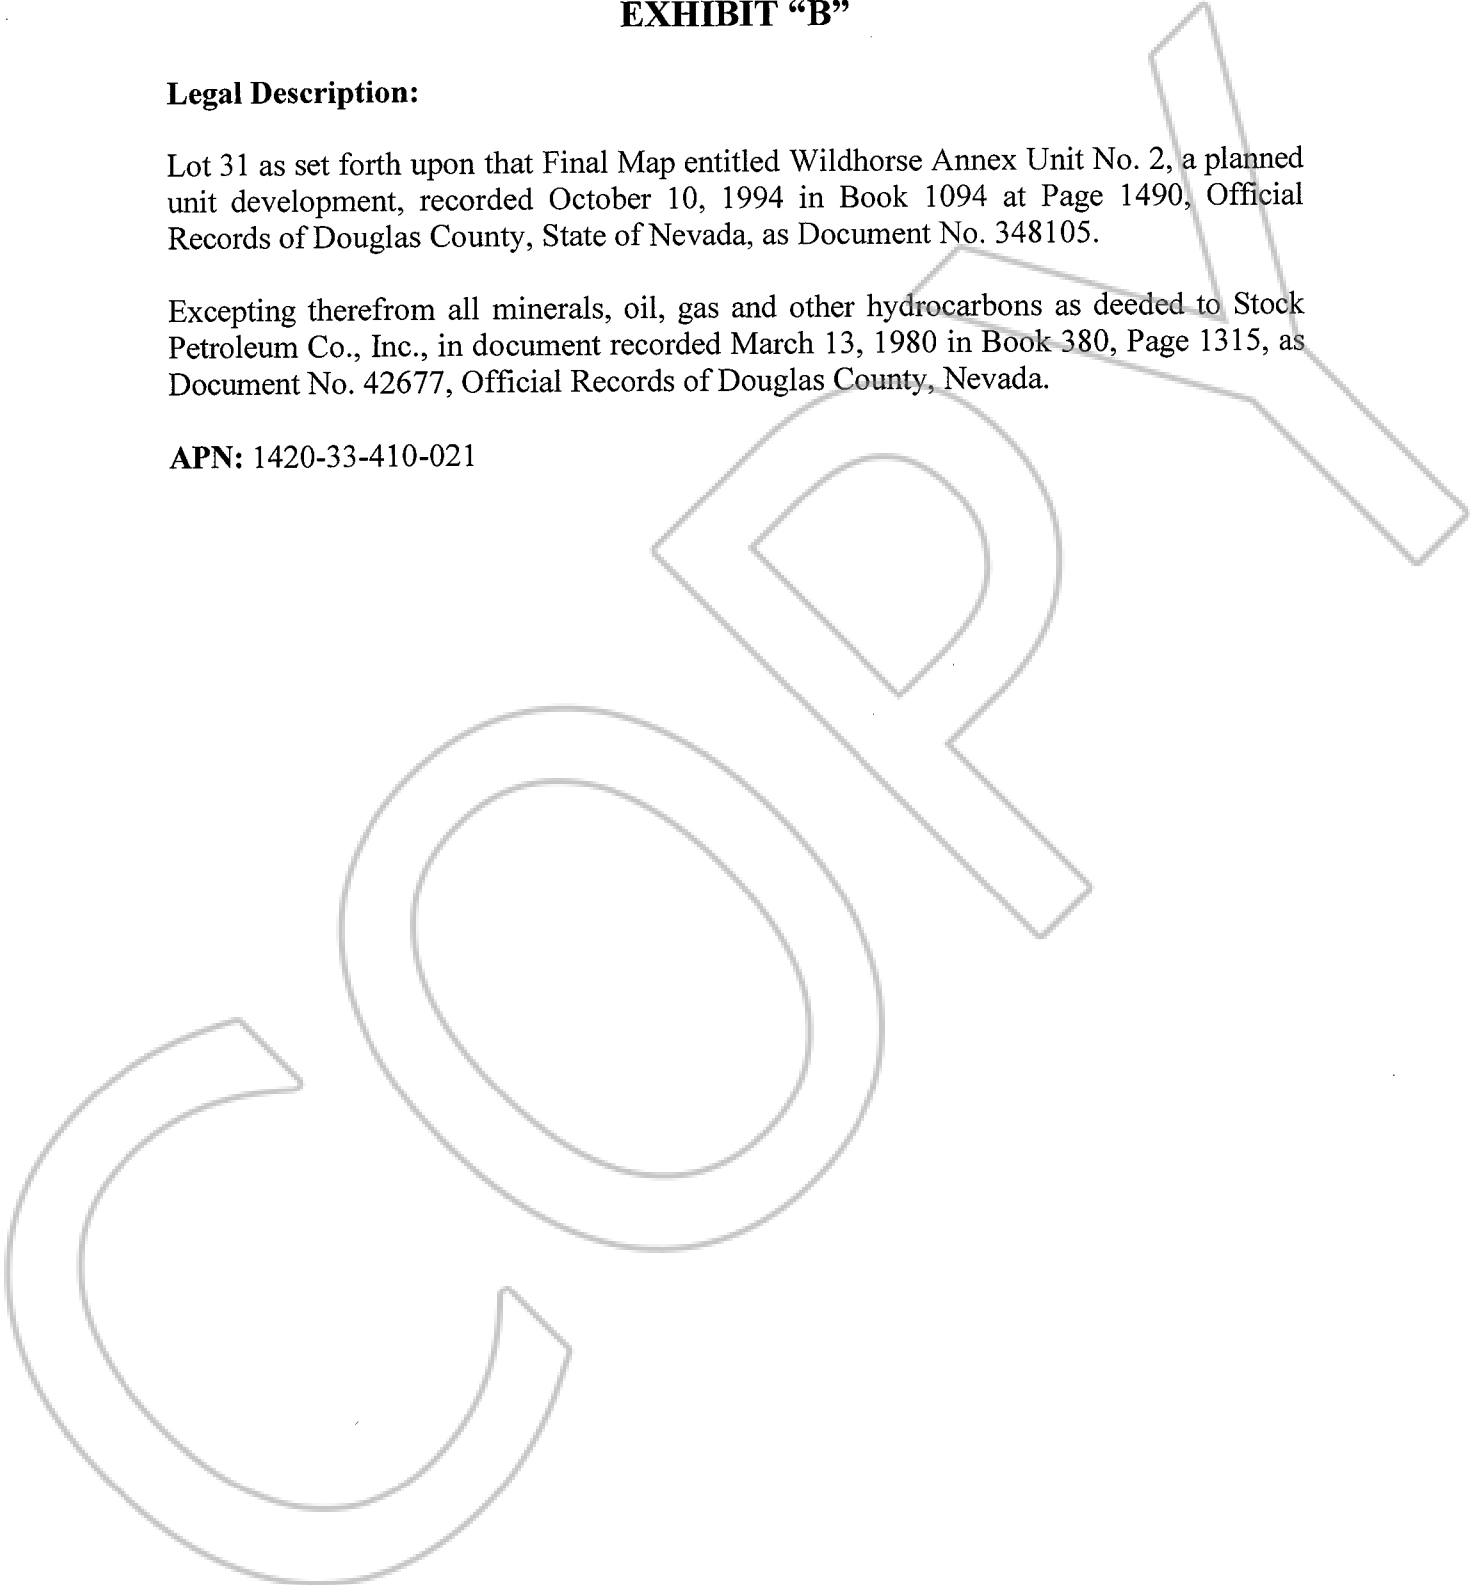 EXHIBIT “B”
Legal Description:
Lot 31 as set forth upon that Final Map entitled Wildhorse Annex Unit No. 2, a planned
unit development, recorded October 10, 1994 in Book 1094 at Page 1490, Official
Records of Douglas County, State of Nevada, as Document No. 348105.
Excepting therefrom all minerals, oil, gas and other hydrocarbons as deeded to Stock
Petroleum Co., Inc., in document recorded March 13, 1980 in Book 380, Page 1315, as
Document No. 42677, Official Records of Douglas County, Nevada.
APN: 1420-33-410-021
COPY